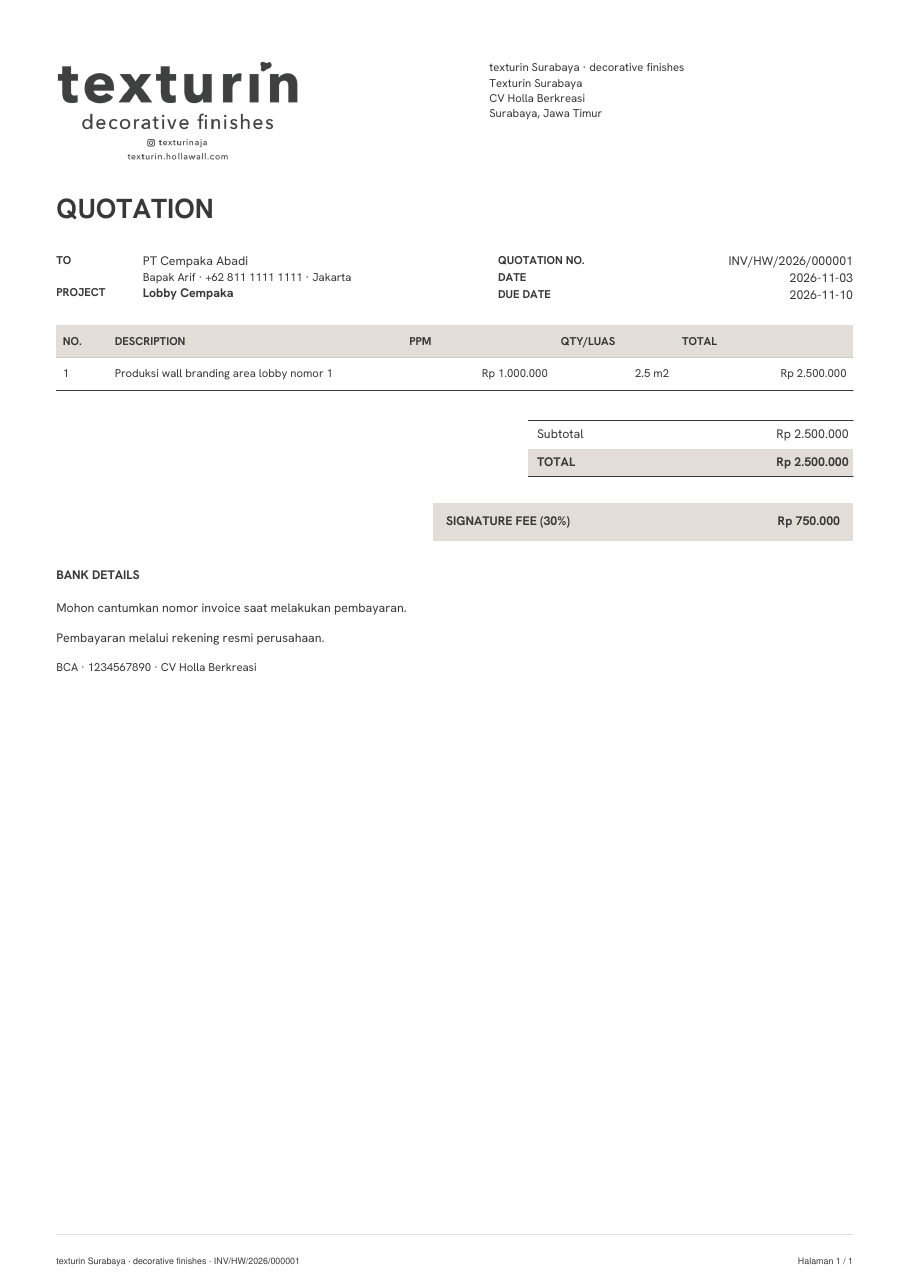 texturin
decorative finishes
texturinaja
texturin.hollawall.com
texturin Surabaya · decorative finishes
Texturin Surabaya
CV Holla Berkreasi
Surabaya, Jawa Timur
QUOTATION
TO PT Cempaka Abadi
Bapak Arif · +62 811 1111 1111 · Jakarta
PROJECT Lobby Cempaka
QUOTATION NO. INV/HW/2026/000001
DATE 2026-11-03
DUE DATE 2026-11-10
NO. DESCRIPTION PPM QTY/LUAS TOTAL
1 Produksi wall branding area lobby nomor 1 Rp 1.000.000 2.5 m2 Rp 2.500.000
Subtotal Rp 2.500.000
TOTAL Rp 2.500.000
SIGNATURE FEE (30%) Rp 750.000
BANK DETAILS
Mohon cantumkan nomor invoice saat melakukan pembayaran.
Pembayaran melalui rekening resmi perusahaan.
BCA · 1234567890 · CV Holla Berkreasi
texturin Surabaya · decorative finishes · INV/HW/2026/000001 Halaman 1 / 1